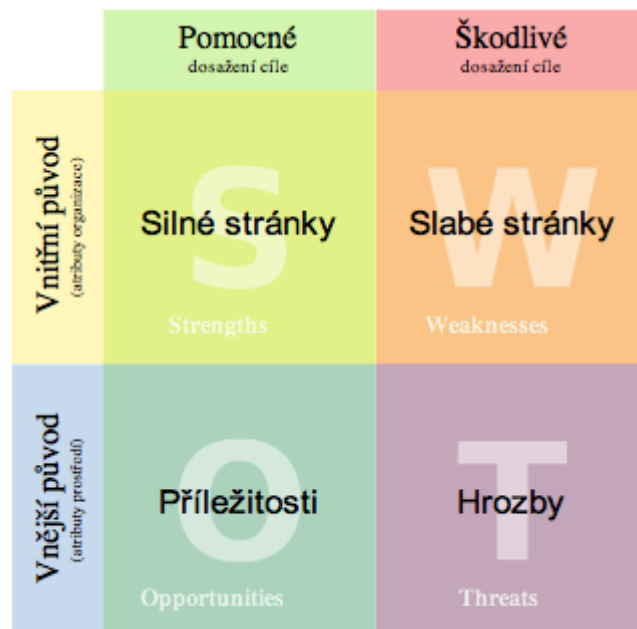 Pomocné
dosažení cíle
Škodlivé
dosažení cíle
Vnitřní původ
(atributy organizace)
S
Silné stránky
Strengths
W
Slabé stránky
Weaknesses
Vnější původ
(atributy prostředí)
O
Příležitosti
Opportunities
T
Hrozby
Threats